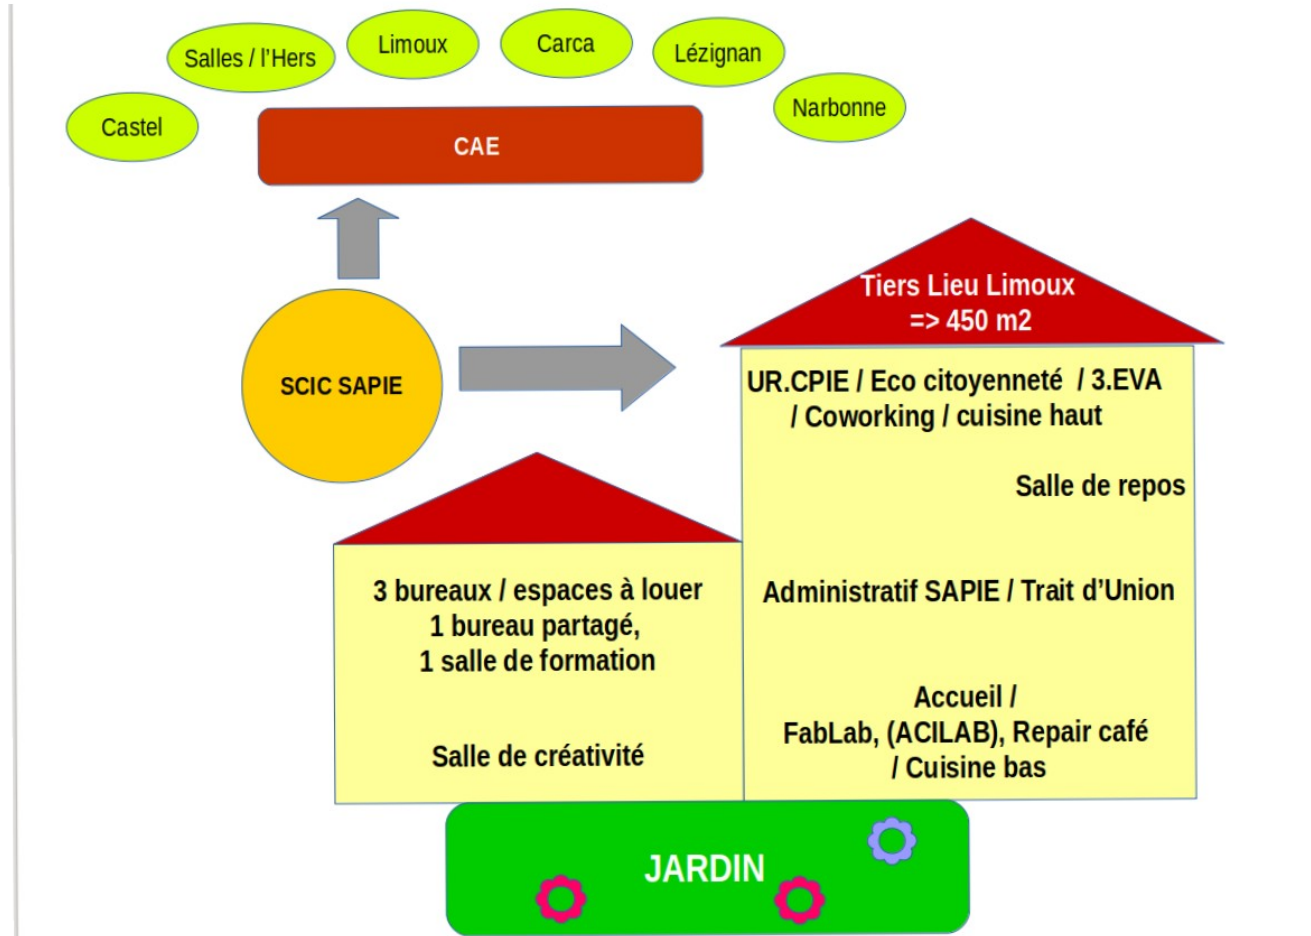 Salles / l'Hers
Limoux
Carca
Lézignan
Castel
Narbonne
CAE
Tiers Lieu Limoux
=> 450 m2
SCIC SAPIE
UR.CPIE / Eco citoyenneté / 3.EVA
/ Coworking / cuisine haut
Salle de repos
3 bureaux / espaces à louer
1 bureau partagé,
1 salle de formation
Salle de créativité
Administratif SAPIE / Trait d'Union
Accueil /
FabLab, (ACILAB), Repair café
/ Cuisine bas
JARDIN